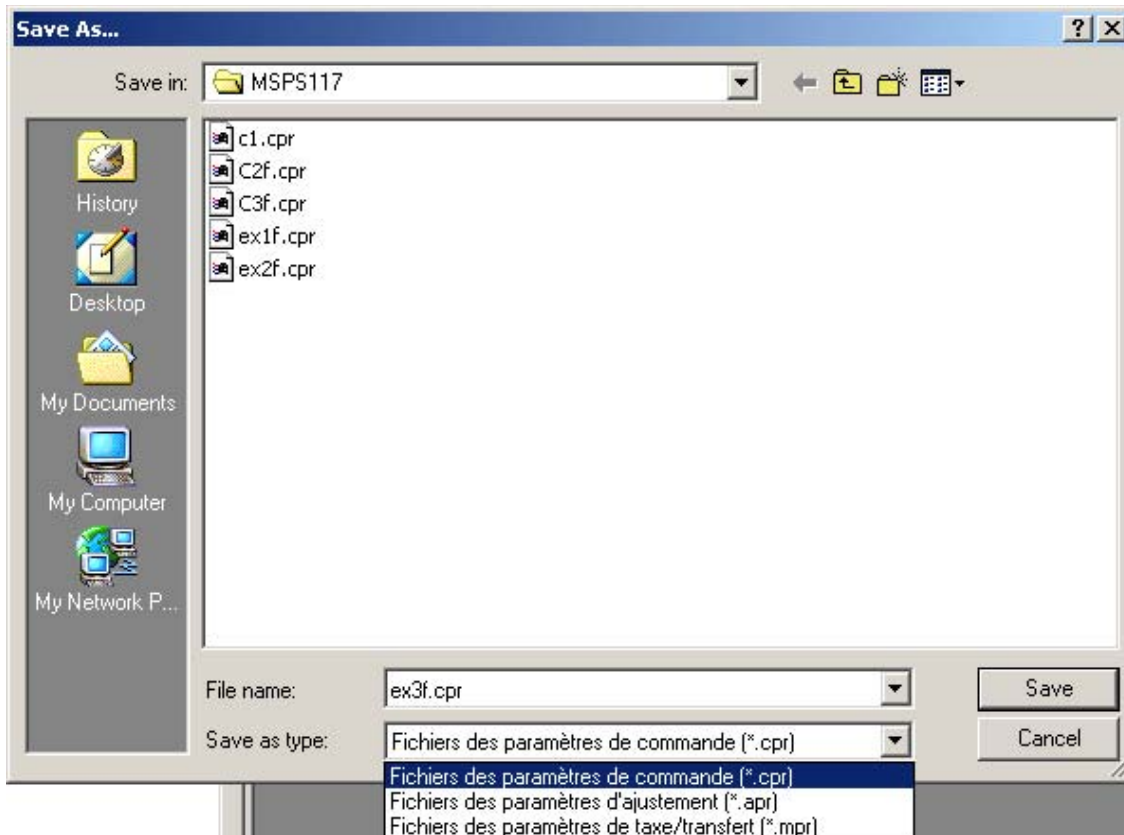 Save As...
Save in: MSPS117
c1.cpr
C2f.cpr
C3f.cpr
ex1f.cpr
ex2f.cpr
History
Desktop
My Documents
My Computer
My Network P...
File name: ex3f.cpr Save
Save as type: Fichiers des paramètres de commande (*.cpr) Cancel
Fichiers des paramètres de commande (*.cpr)
Fichiers des paramètres d'ajustement (*.apr)
Fichiers des paramètres de taxe/transfert (*.mpr)